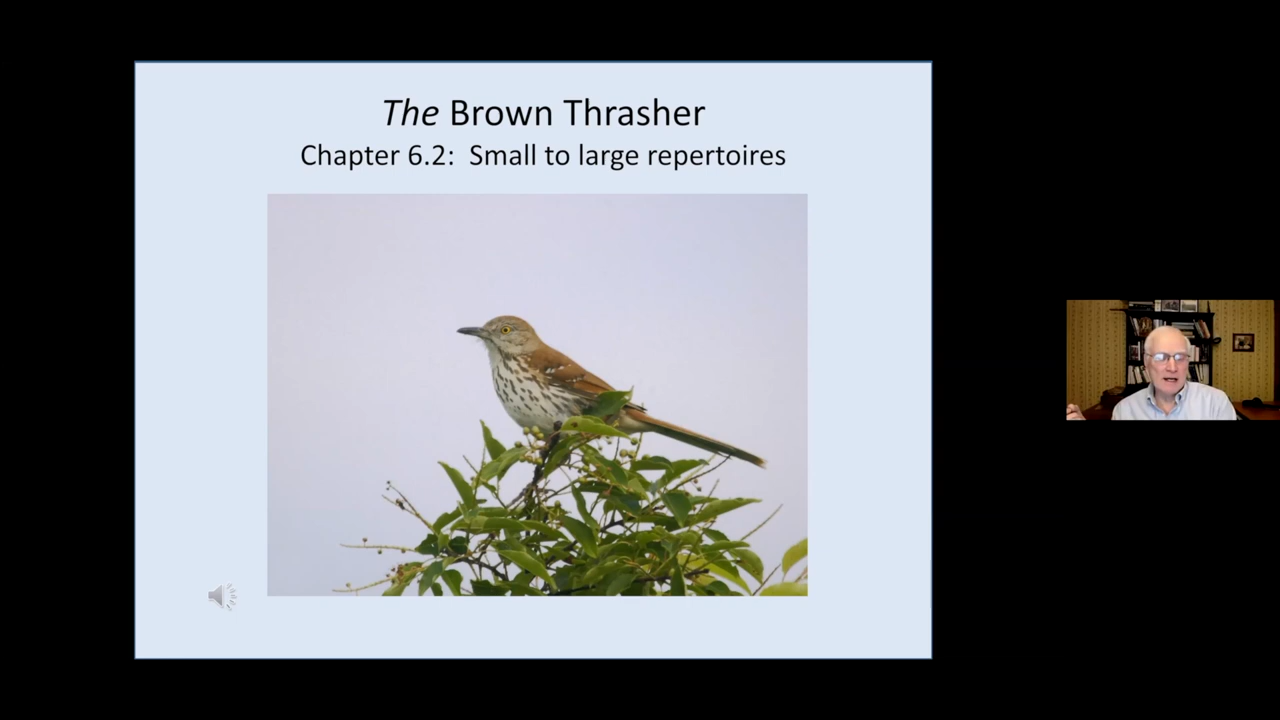 The Brown Thrasher
Chapter 6.2: Small to large repertoires